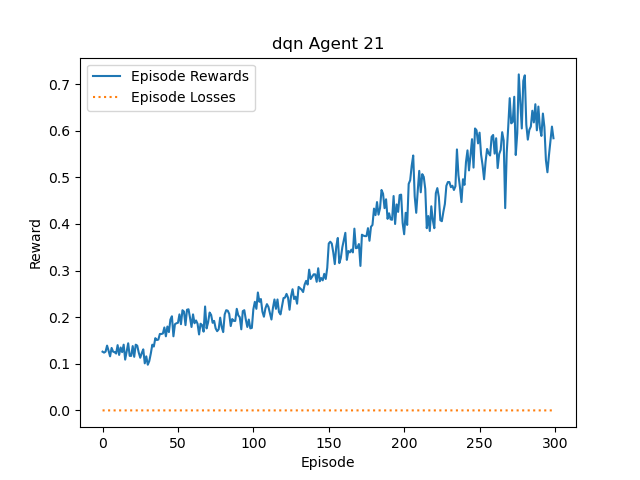 dqn Agent 21
Episode Rewards
Episode Losses
Reward
0.7
0.6
0.5
0.4
0.3
0.2
0.1
0.0
0 50 100 150 200 250 300
Episode